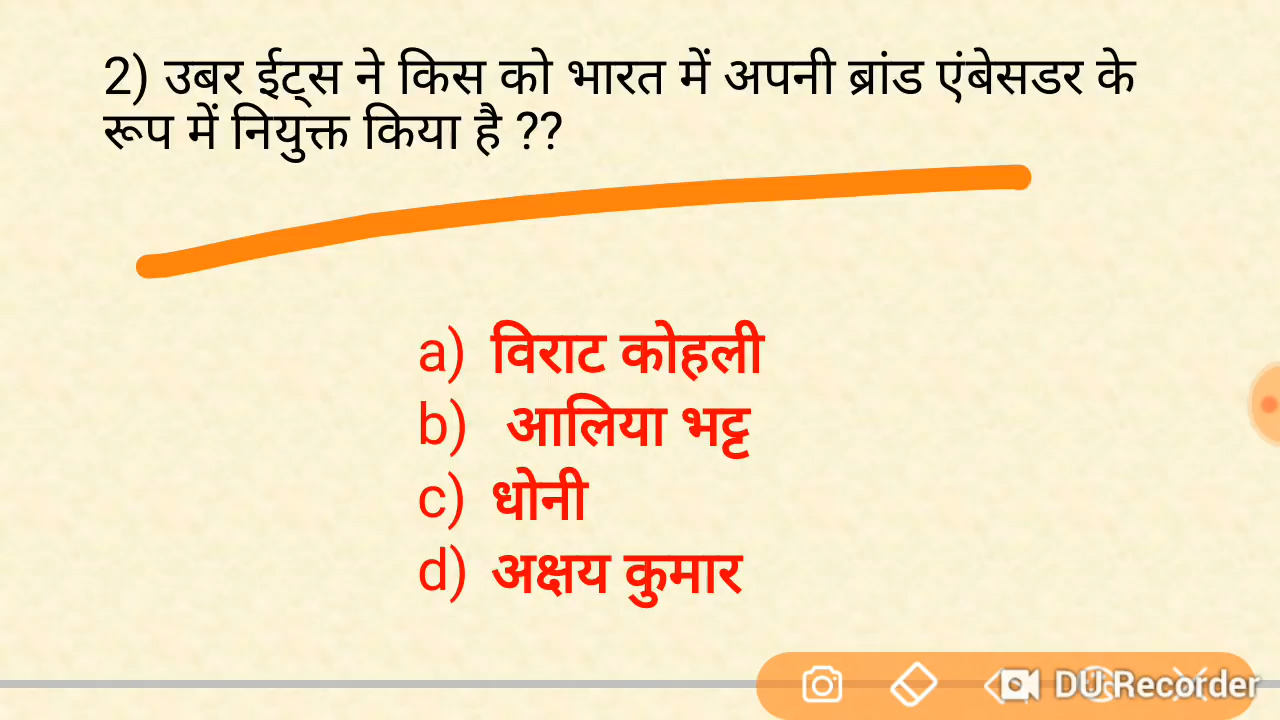 2) उबर ईट्स ने किस को भारत में अपनी ब्रांड एंबेसडर के
रूप में नियुक्त किया है ??
a) विराट कोहली
b) आलिया भट्ट
c) धोनी
d) अक्षय कुमार
DU Recorder